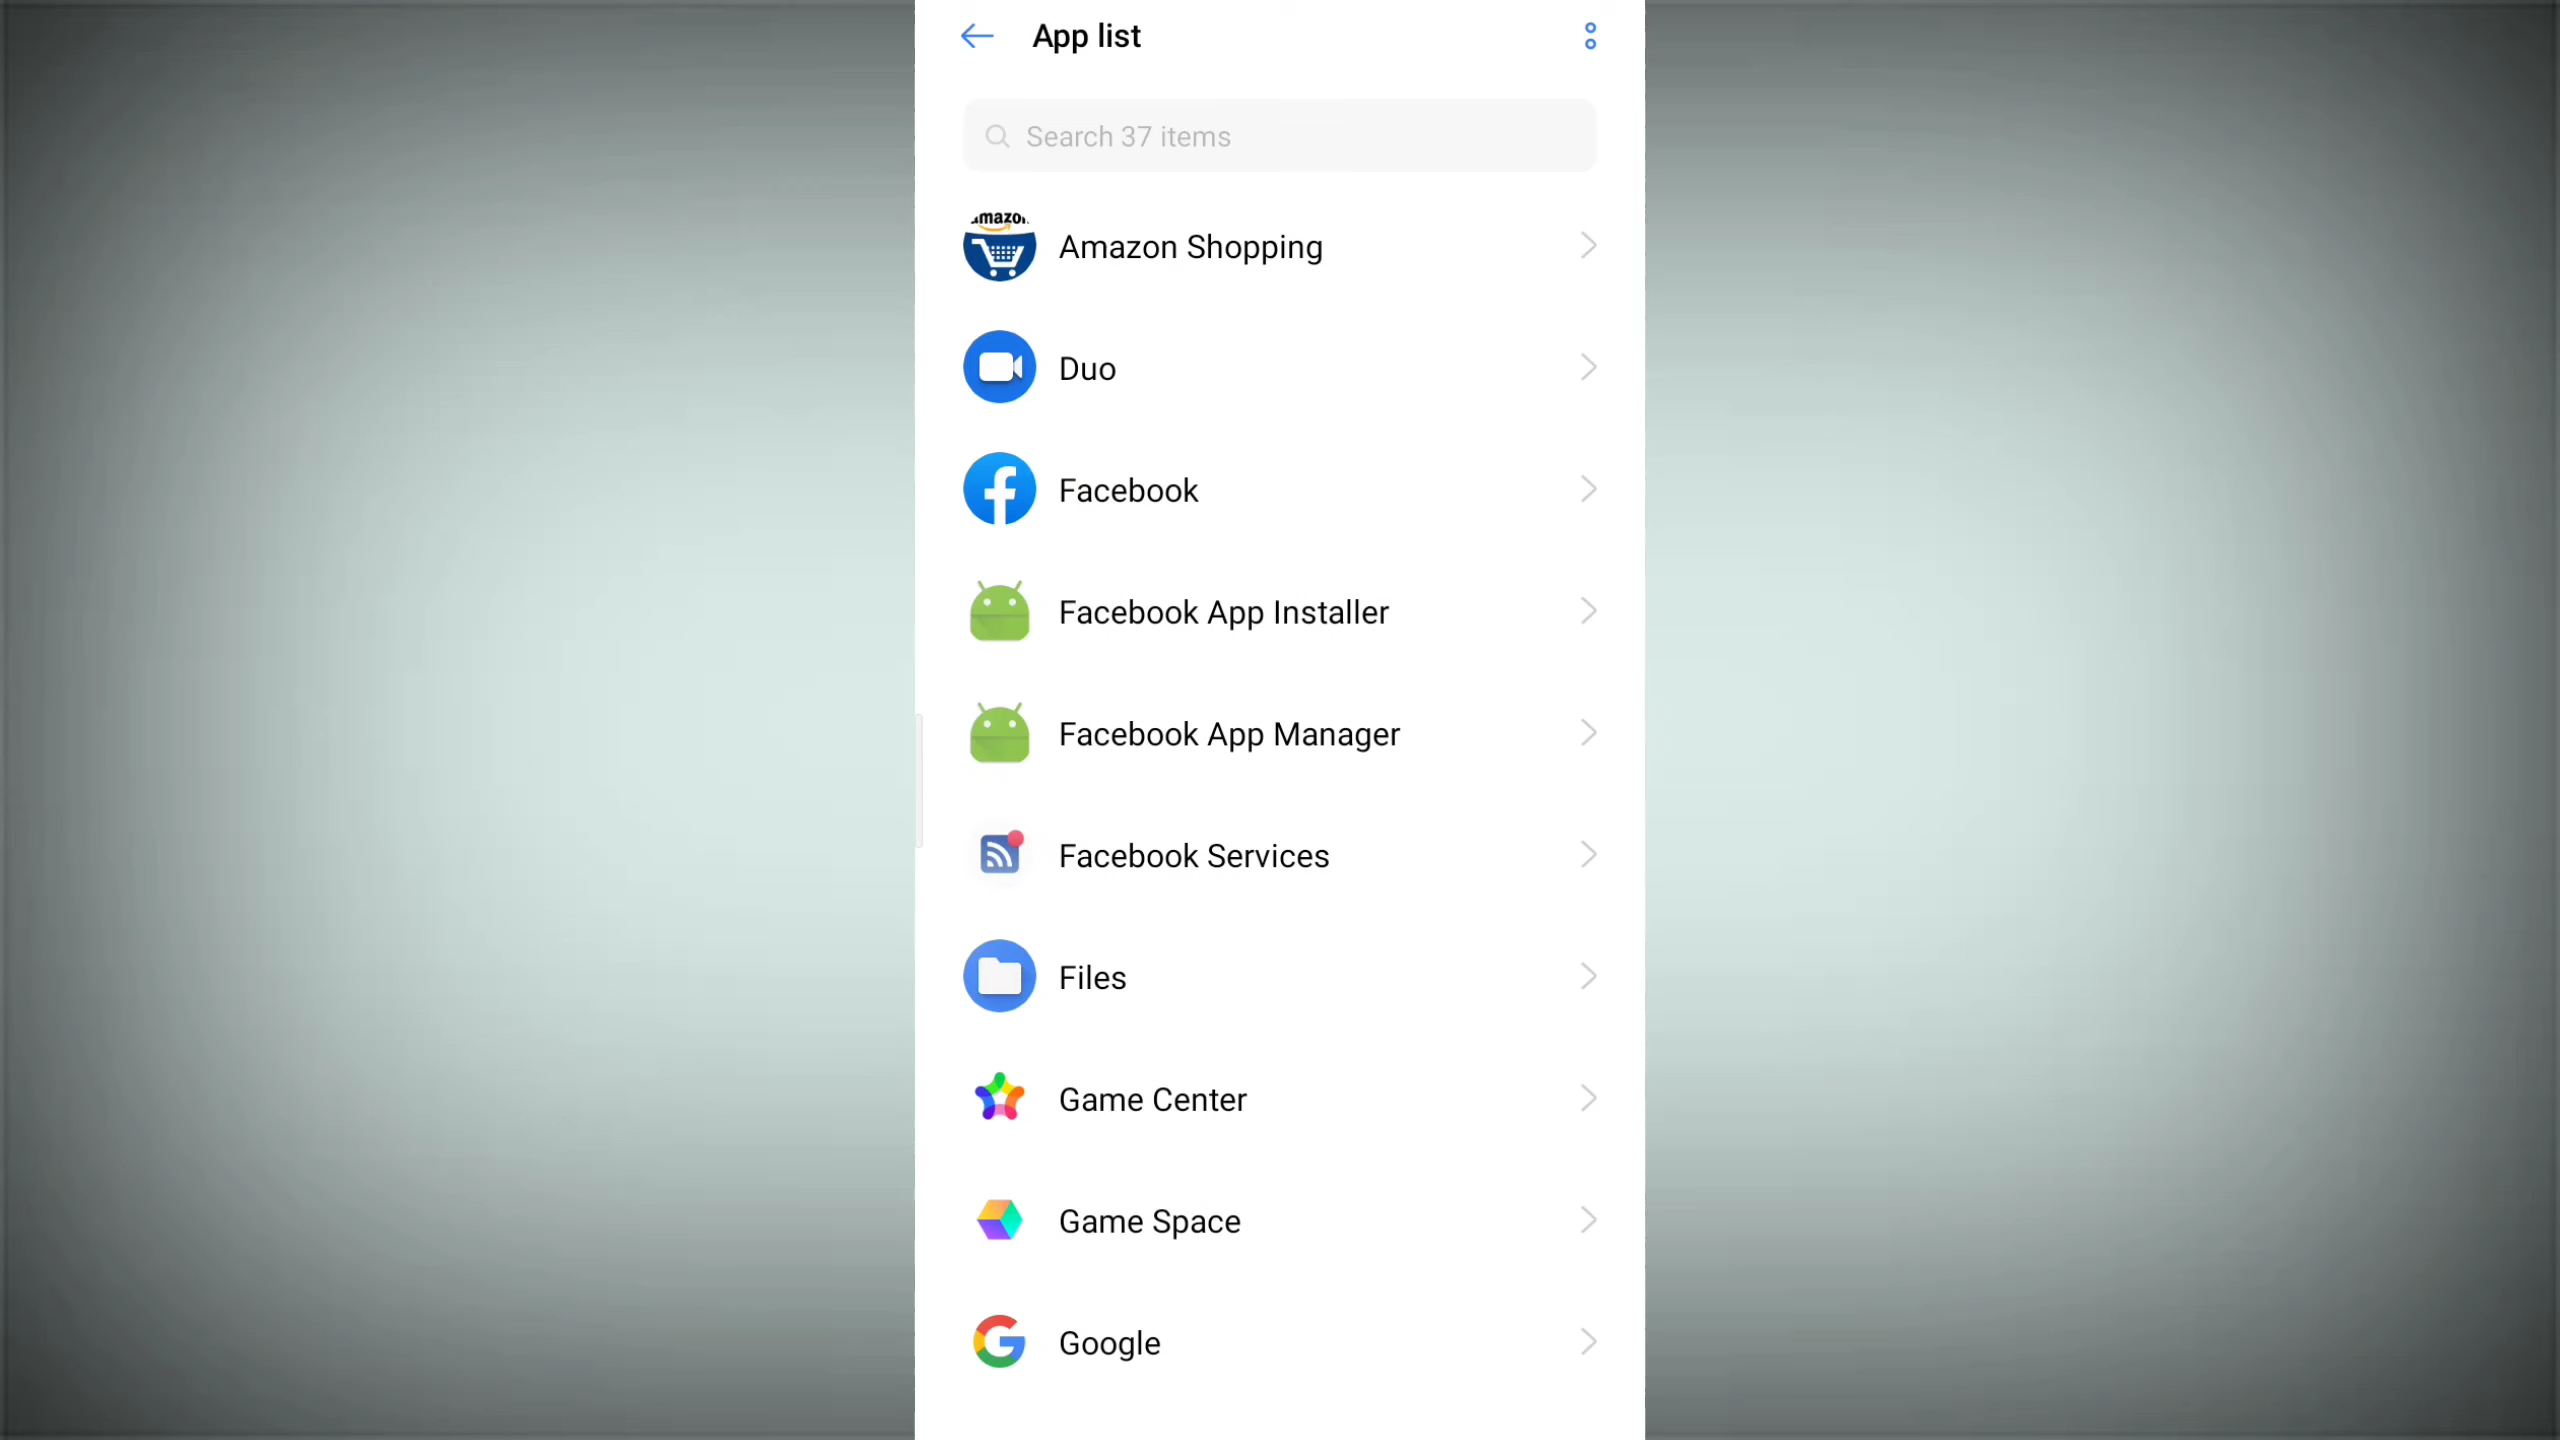 App list
Search 37 items
amazon
Amazon Shopping
Duo
Facebook
Facebook App Installer
Facebook App Manager
Facebook Services
Files
Game Center
Game Space
Google